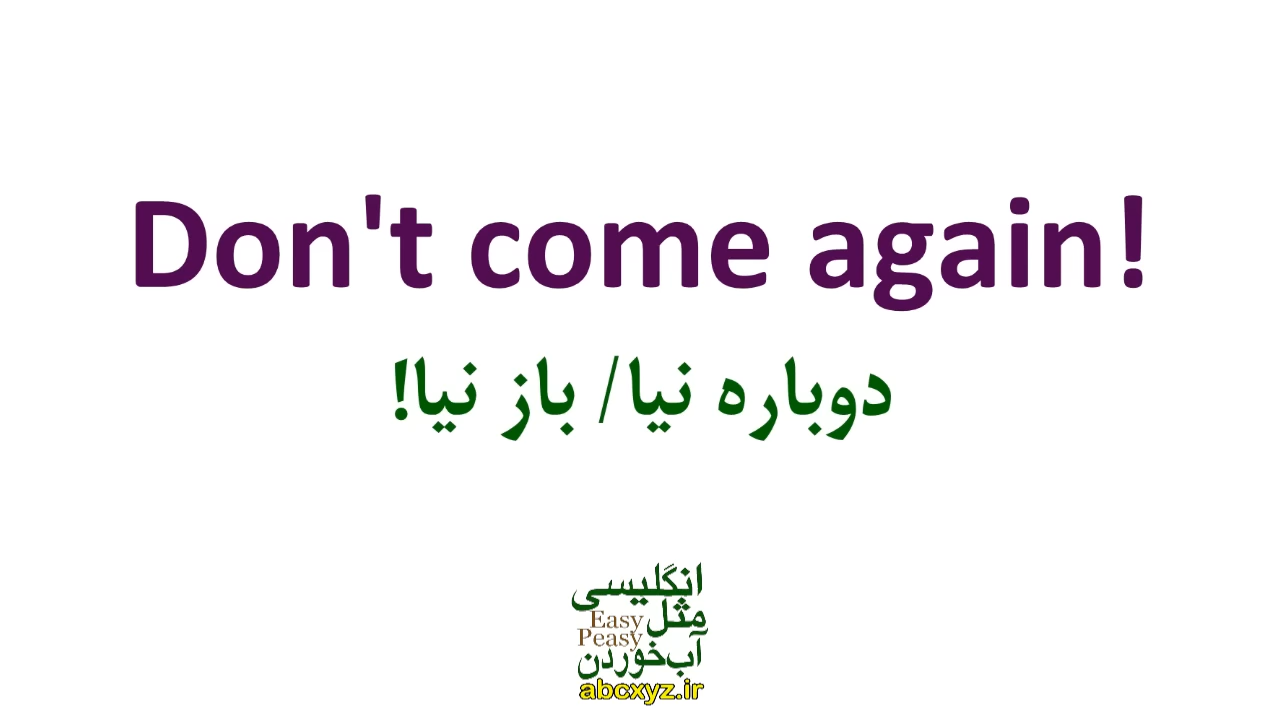 Don't come again!
دوباره نیا/ باز نیا!
انگلیسی
مثل Easy
Peasy
آب‌خوردن
abcxyz.ir